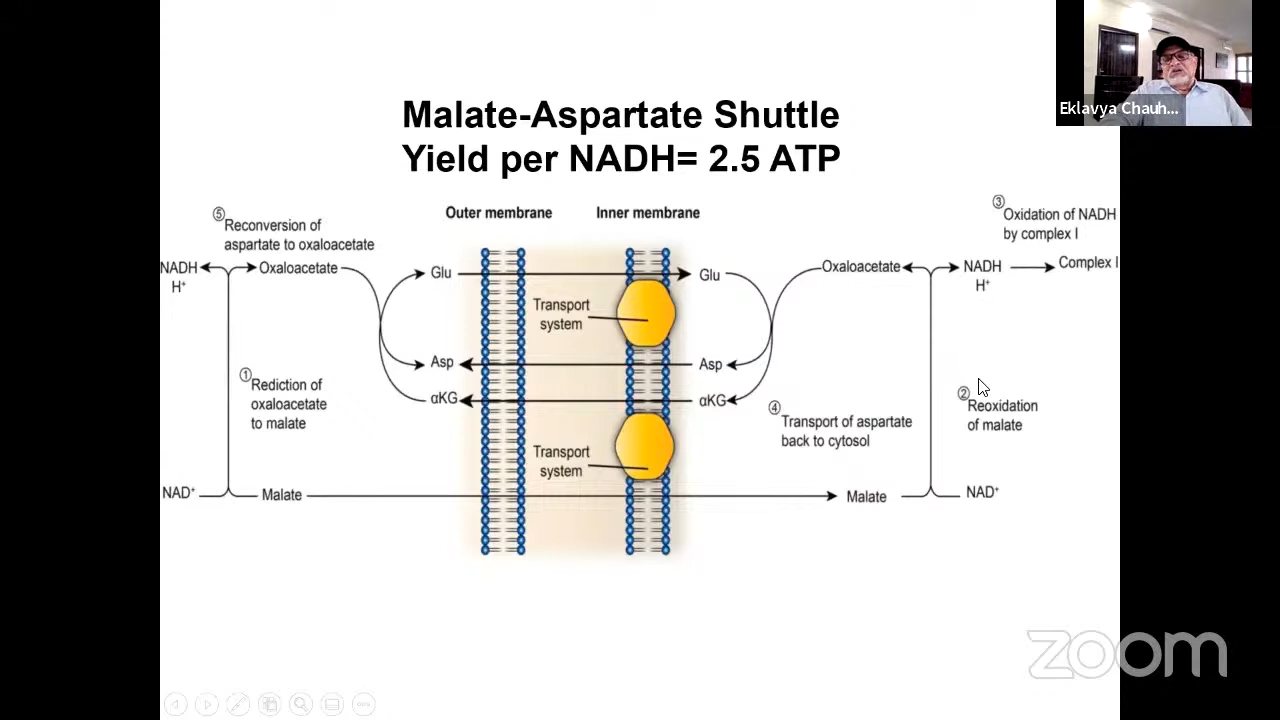 Eklavya Chauh...
Malate-Aspartate Shuttle
Yield per NADH= 2.5 ATP
Outer membrane
Inner membrane
⑤
Reconversion of
aspartate to oxaloacetate
NADH
H⁺
Oxaloacetate
Glu
Glu
Oxaloacetate
NADH
H⁺
Complex I
③
Oxidation of NADH
by complex I
Transport
system
Asp
Asp
αKG
αKG
①
Rediction of
oxaloacetate
to malate
④
Transport of aspartate
back to cytosol
②
Reoxidation
of malate
Transport
system
NAD⁺
Malate
Malate
NAD⁺
zoom